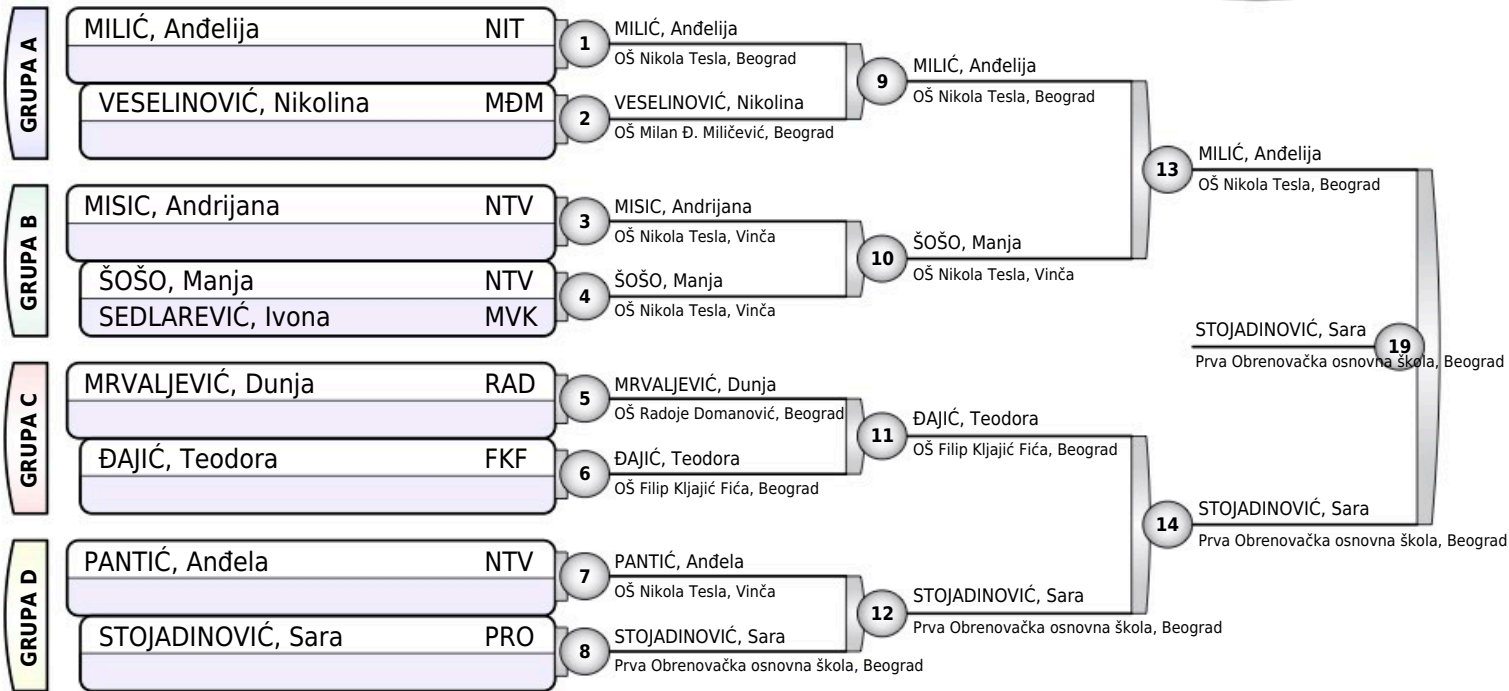 GRUPA A
MILIĆ, Anđelija NIT
VESELINOVIĆ, Nikolina MĐM
GRUPA B
MISIC, Andrijana NTV
ŠOŠO, Manja NTV
SEDLAREVIĆ, Ivona MVK
GRUPA C
MRVALJEVIĆ, Dunja RAD
ĐAJIĆ, Teodora FKF
GRUPA D
PANTIĆ, Anđela NTV
STOJADINOVIĆ, Sara PRO
1
MILIĆ, Anđelija
OŠ Nikola Tesla, Beograd
2
VESELINOVIĆ, Nikolina
OŠ Milan Đ. Miličević, Beograd
3
MISIC, Andrijana
OŠ Nikola Tesla, Vinča
4
ŠOŠO, Manja
OŠ Nikola Tesla, Vinča
5
MRVALJEVIĆ, Dunja
OŠ Radoje Domanović, Beograd
6
ĐAJIĆ, Teodora
OŠ Filip Kljajić Fića, Beograd
7
PANTIĆ, Anđela
OŠ Nikola Tesla, Vinča
8
STOJADINOVIĆ, Sara
Prva Obrenovačka osnovna škola, Beograd
9
MILIĆ, Anđelija
OŠ Nikola Tesla, Beograd
10
ŠOŠO, Manja
OŠ Nikola Tesla, Vinča
11
ĐAJIĆ, Teodora
OŠ Filip Kljajić Fića, Beograd
12
STOJADINOVIĆ, Sara
Prva Obrenovačka osnovna škola, Beograd
13
MILIĆ, Anđelija
OŠ Nikola Tesla, Beograd
14
STOJADINOVIĆ, Sara
Prva Obrenovačka osnovna škola, Beograd
STOJADINOVIĆ, Sara
19
Prva Obrenovačka osnovna škola, Beograd